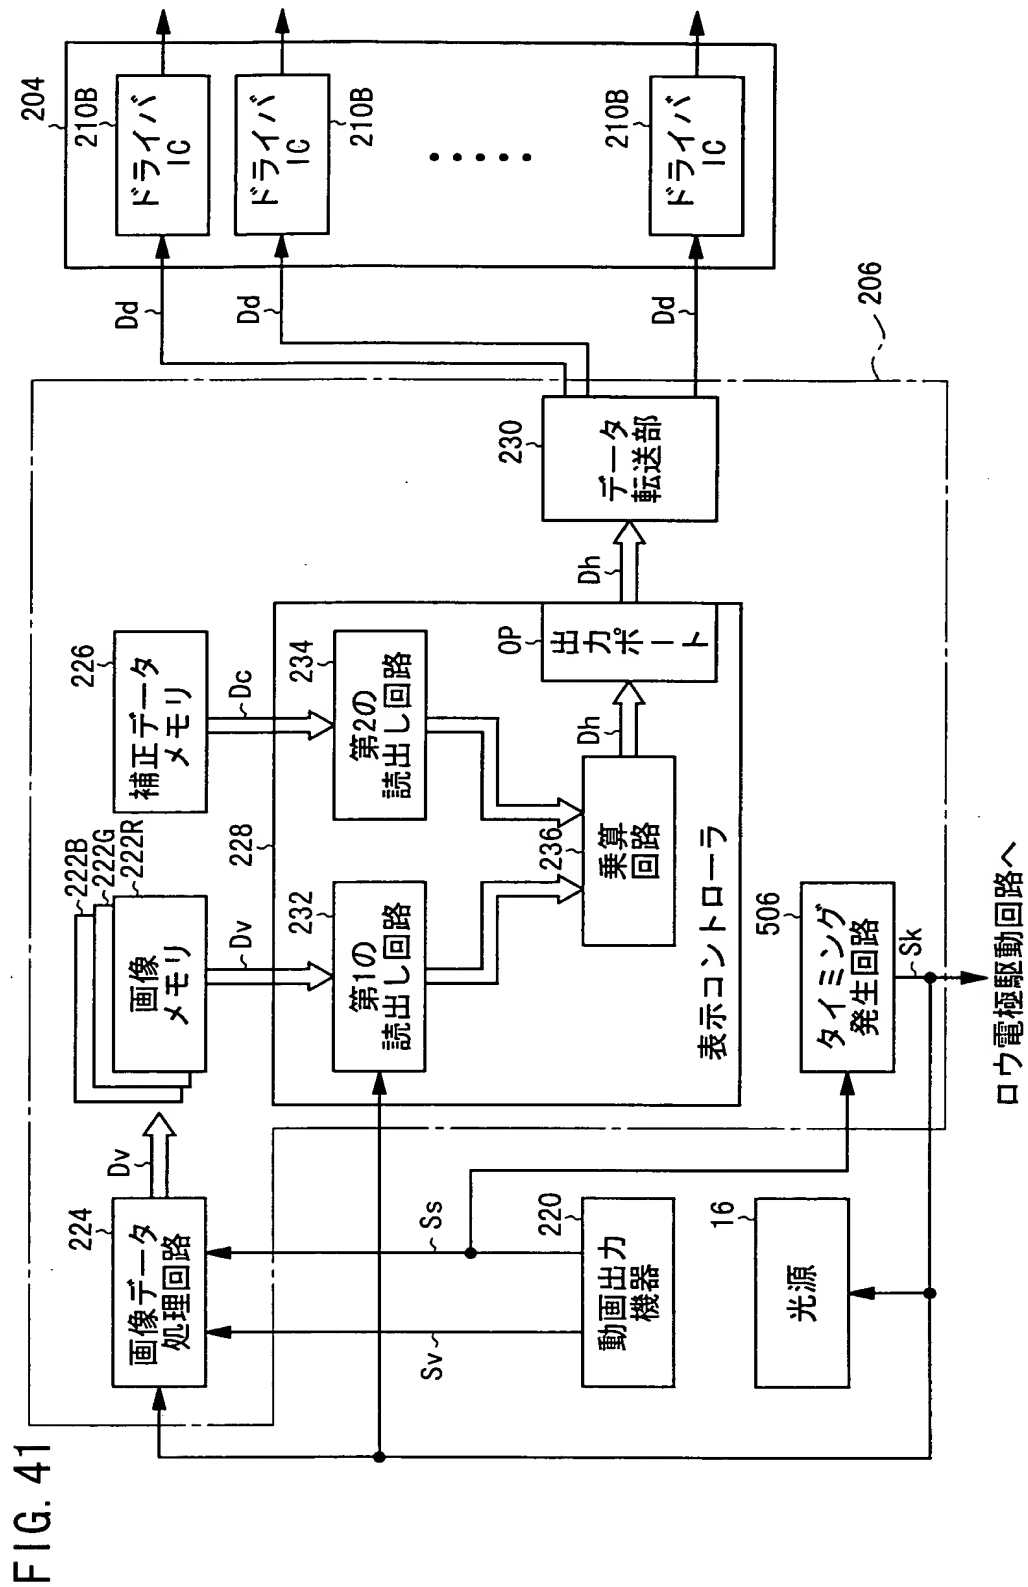 FIG. 41
224
画像データ
処理回路
Dv
222B
222G
222R
画像
メモリ
226
補正データ
メモリ
Dv
Dc
228
232
第1の
読出し回路
234
第2の
読出し回路
236
乗算
回路
Dh
OP
出力ポート
Dh
表示コントローラ
230
データ
転送部
Dd
Dd
Dd
204
210B
ドライバ
IC
ドライバ
IC
210B
210B
ドライバ
IC
206
Sv
Ss
220
動画出力
機器
16
光源
506
タイミング
発生回路
Sk
ロウ電極駆動回路へ